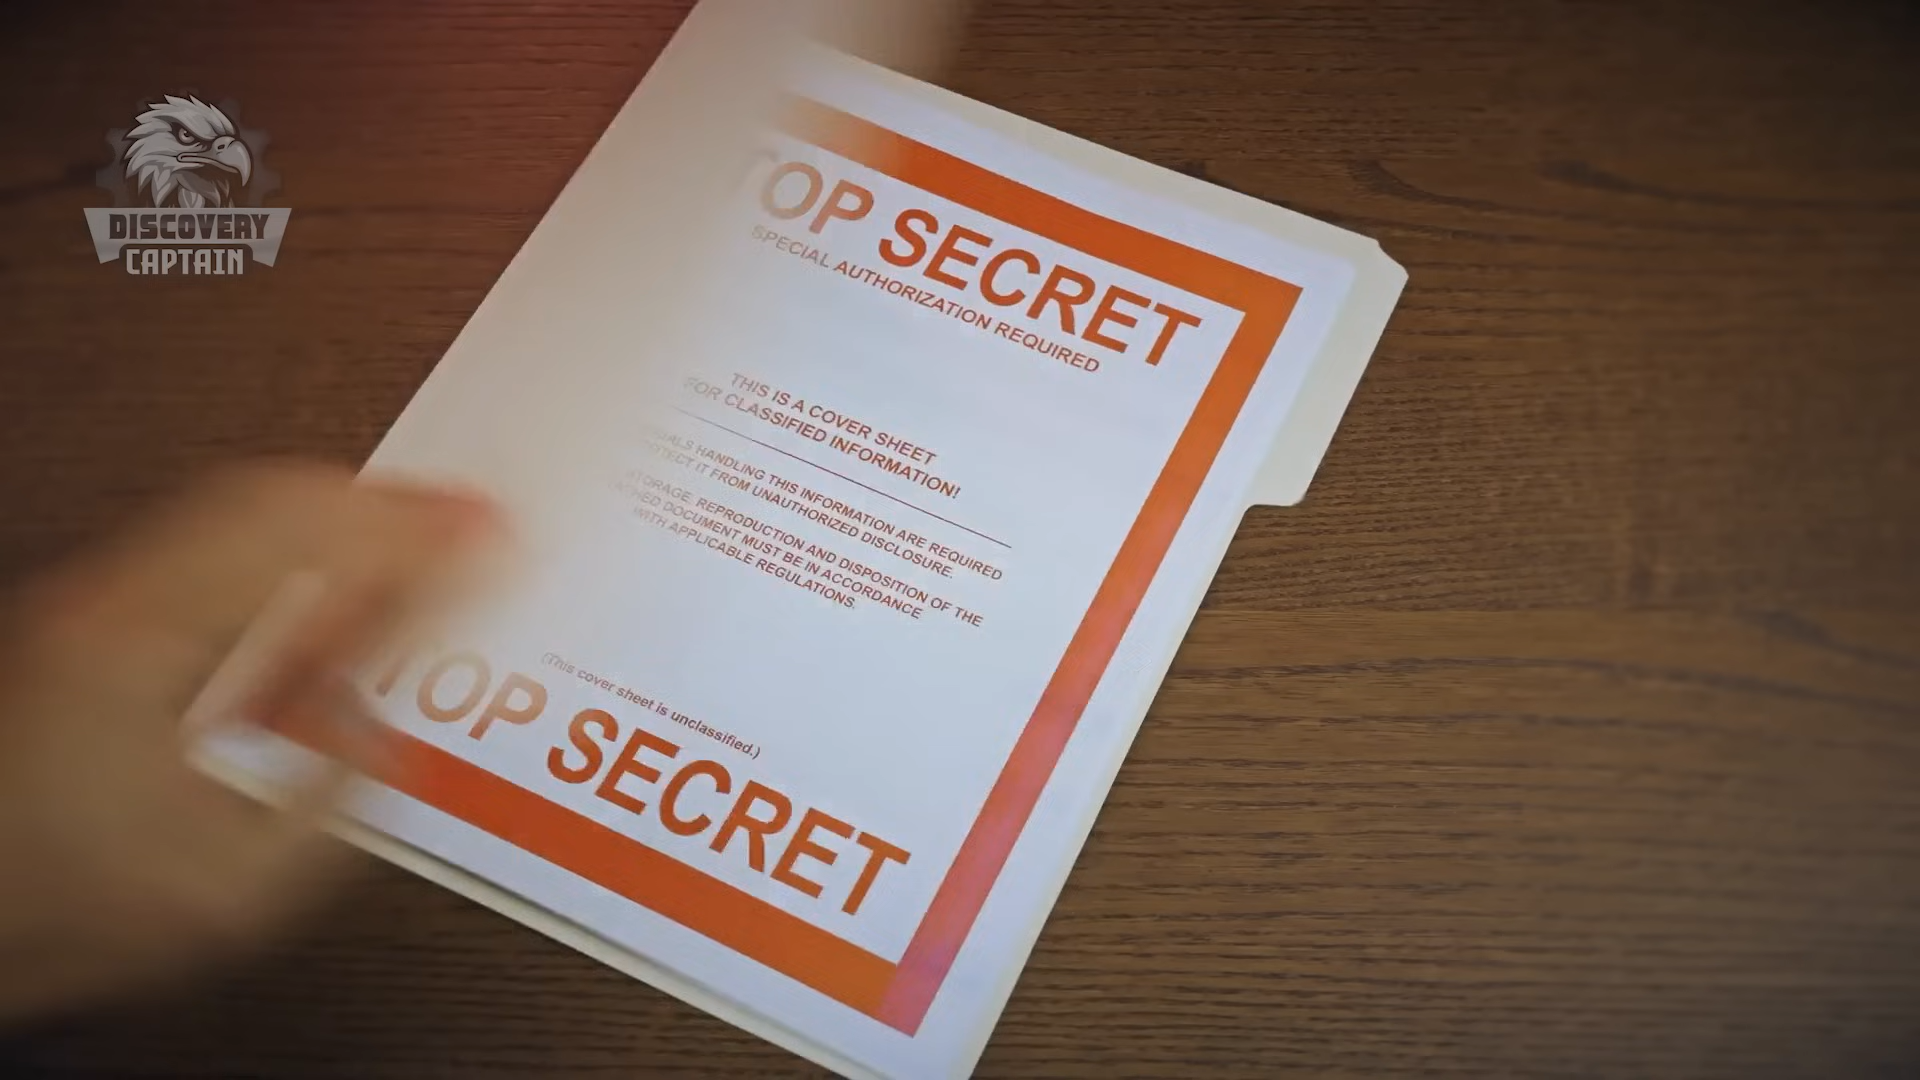 DISCOVERY
CAPTAIN
TOP SECRET
SPECIAL AUTHORIZATION REQUIRED
THIS IS A COVER SHEET
FOR CLASSIFIED INFORMATION!
HANDLING THIS INFORMATION ARE REQUIRED
IT FROM UNAUTHORIZED DISCLOSURE.
STORAGE, REPRODUCTION AND DISPOSITION OF THE
DOCUMENT MUST BE IN ACCORDANCE
WITH APPLICABLE REGULATIONS.
(This cover sheet is unclassified.)
TOP SECRET